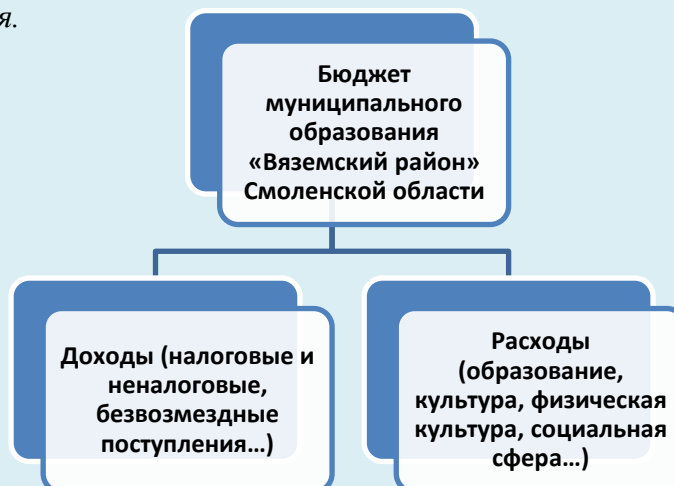 я.
Бюджет
муниципального
образования
«Вяземский район»
Смоленской области
Доходы (налоговые и
неналоговые,
безвозмездные
поступления…)
Расходы
(образование,
культура, физическая
культура, социальная
сфера…)